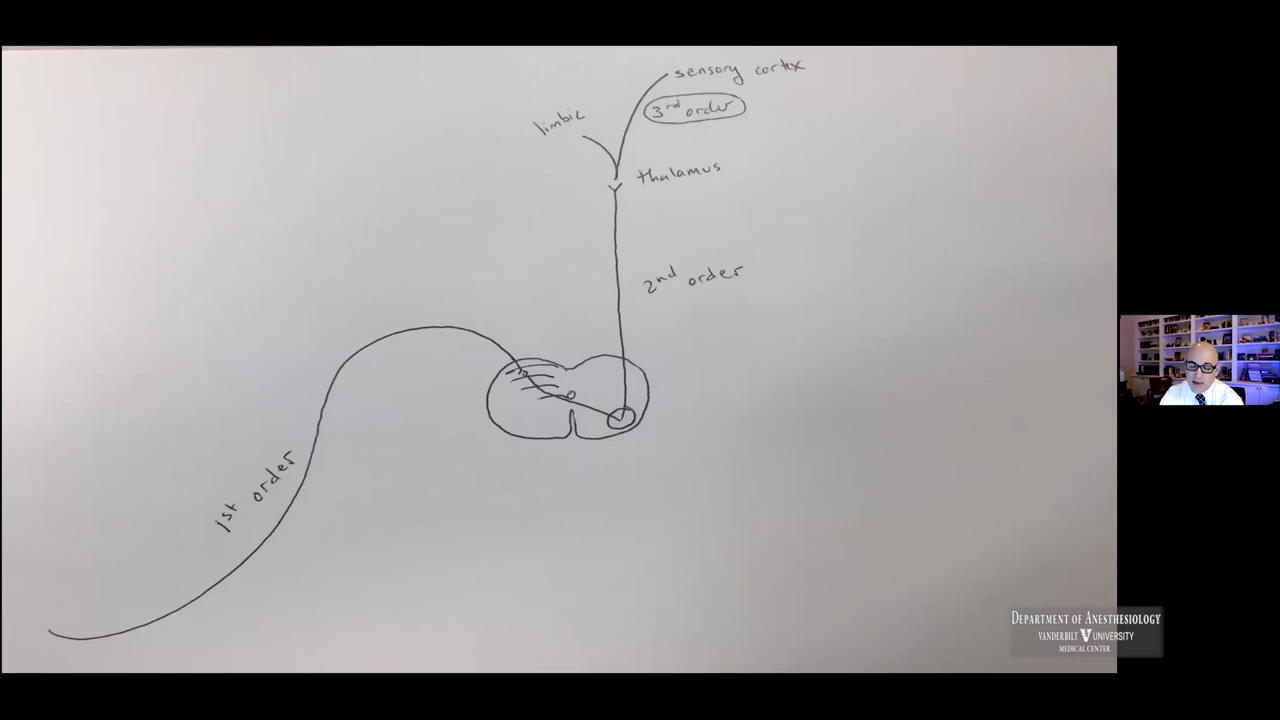 sensory cortex
3rd order
limbic
thalamus
2nd order
1st order
DEPARTMENT OF ANESTHESIOLOGY
VANDERBILT UNIVERSITY
MEDICAL CENTER